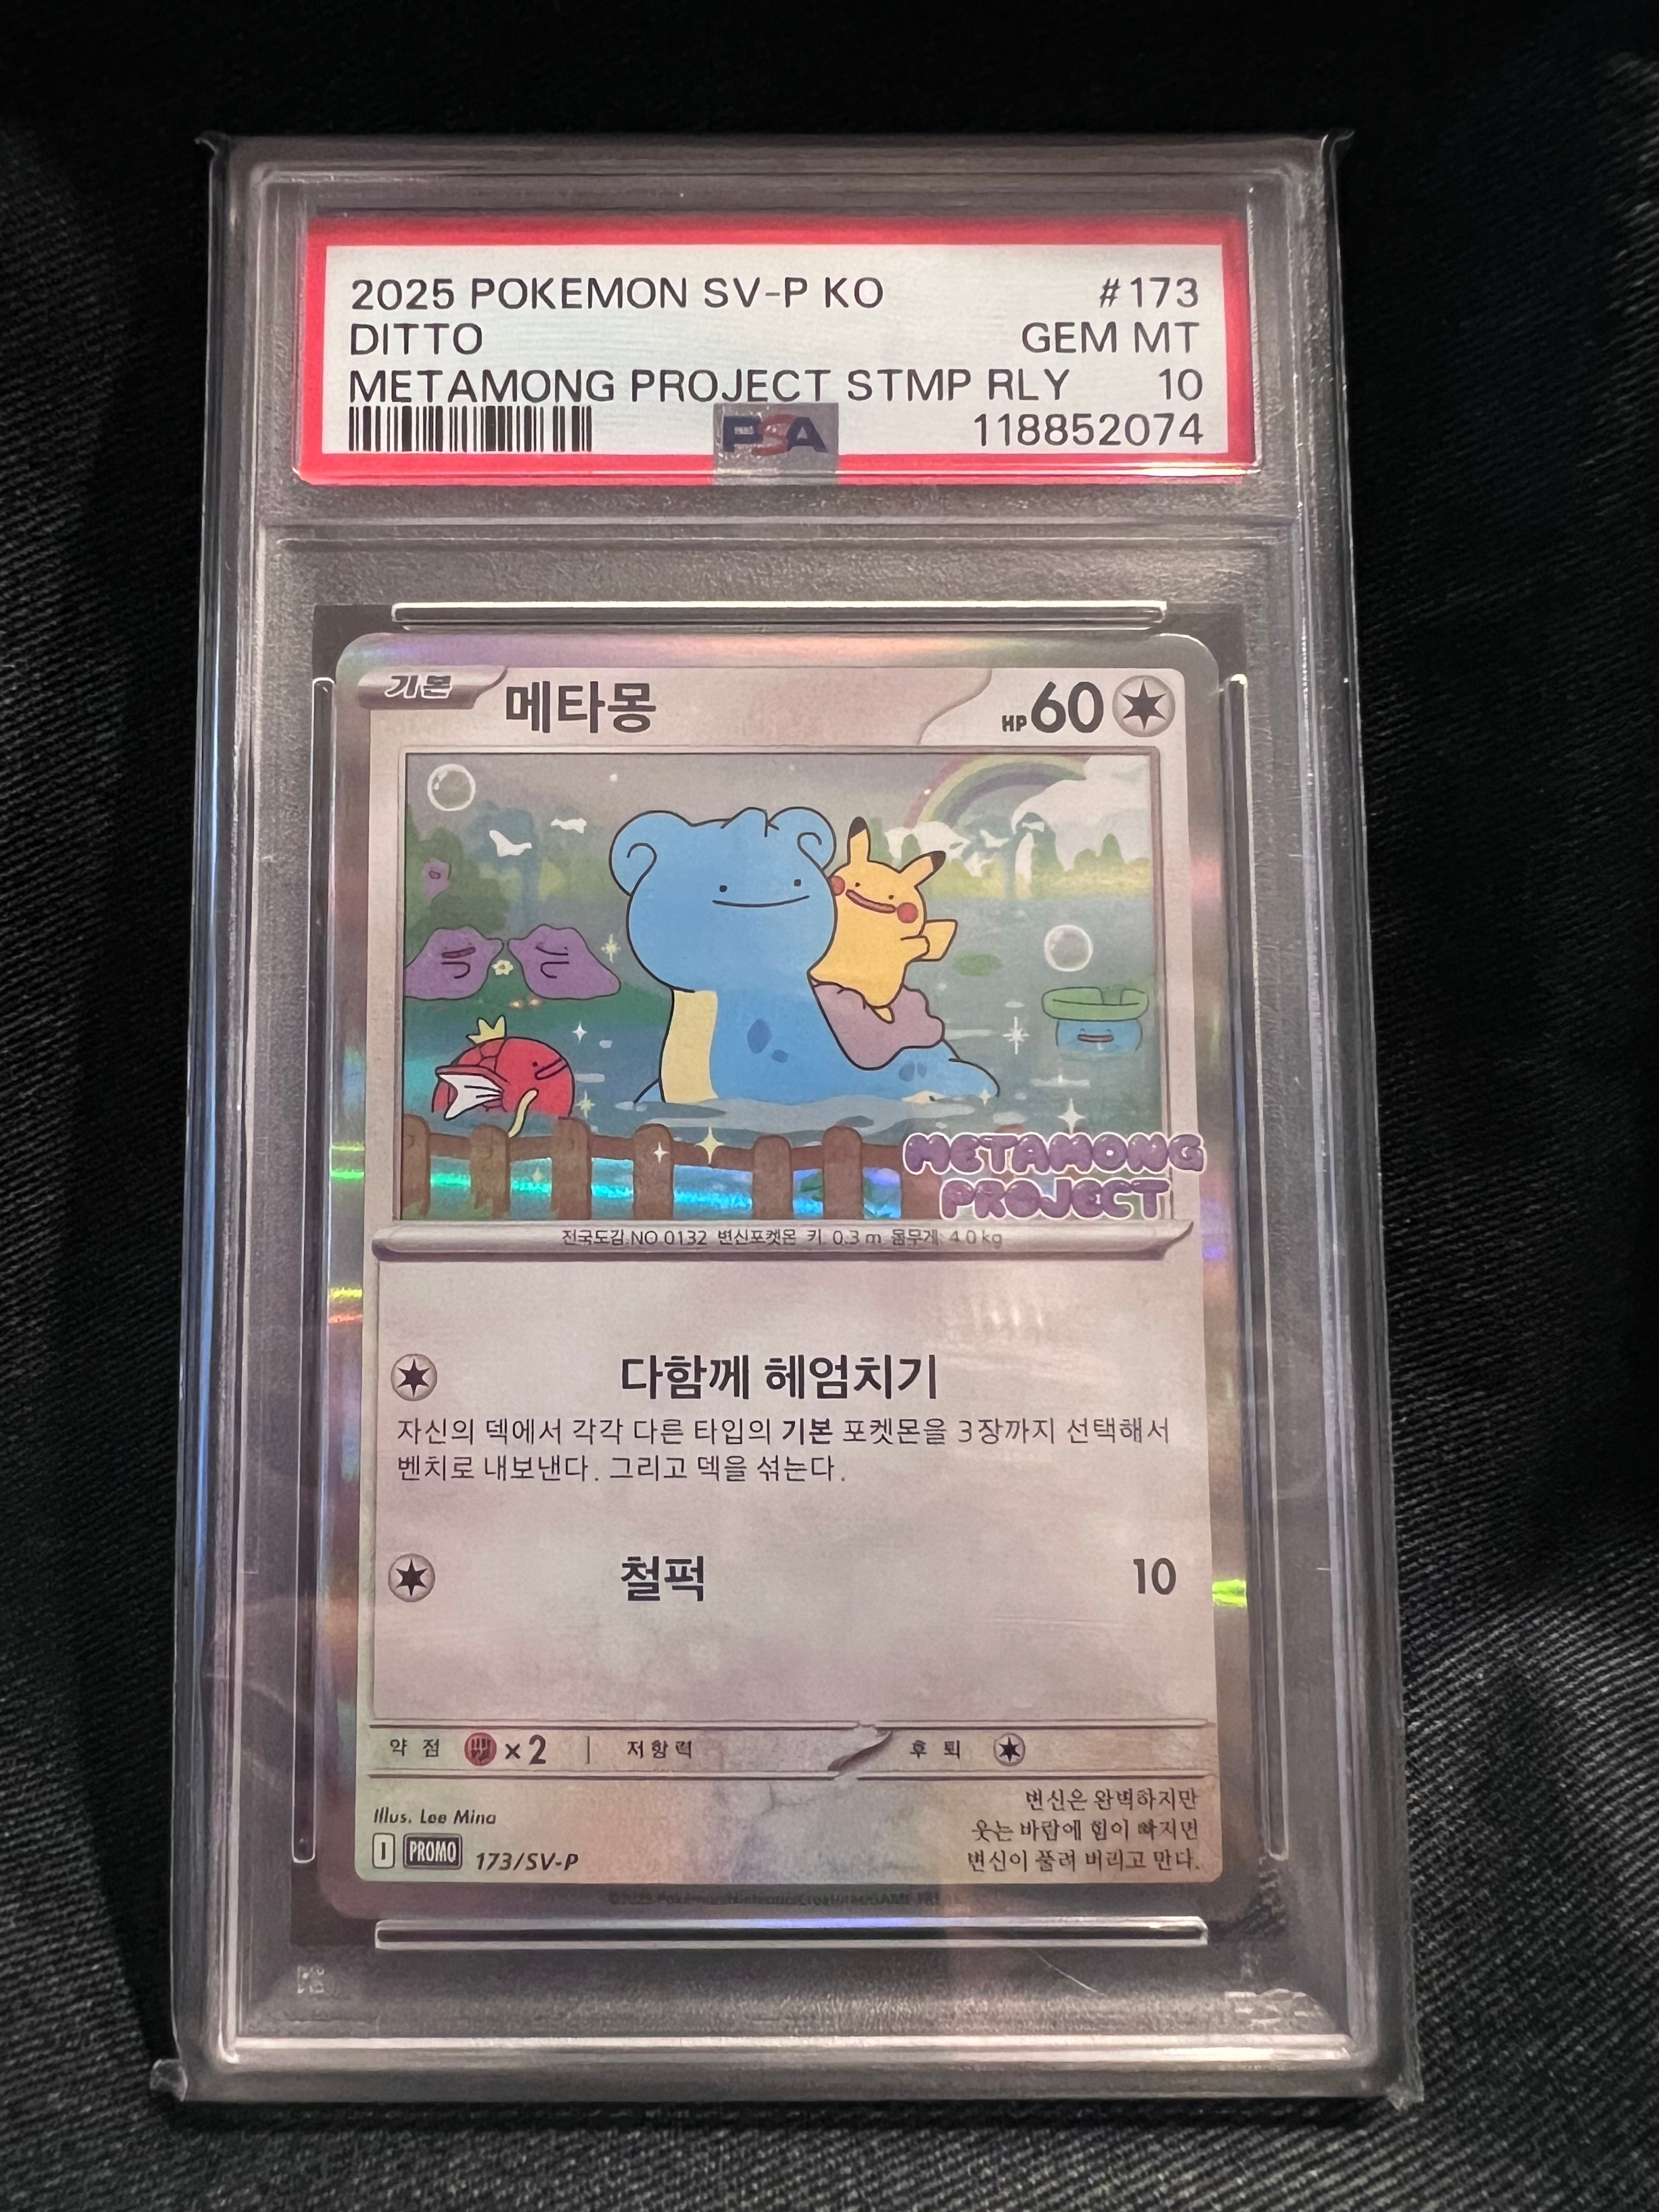 2025 POKEMON SV-P KO #173
DITTO GEM MT
METAMONG PROJECT STMP RLY 10
PSA 118852074
기본 메타몽 HP 60
METAMONG
PROJECT
전국도감 NO 0132 변신포켓몬 키 0.3 m 몸무게 4.0 kg
다함께 헤엄치기
자신의 덱에서 각각 다른 타입의 기본 포켓몬을 3장까지 선택해서
벤치로 내보낸다. 그리고 덱을 섞는다.
철퍽 10
약점 ×2 저항력 후퇴
Illus. Lee Mina
변신은 완벽하지만
웃는 바람에 힘이 빠지면
변신이 풀려 버리고 만다.
I PROMO 173/SV-P
©2025 Pokémon/Nintendo/Creatures/GAME